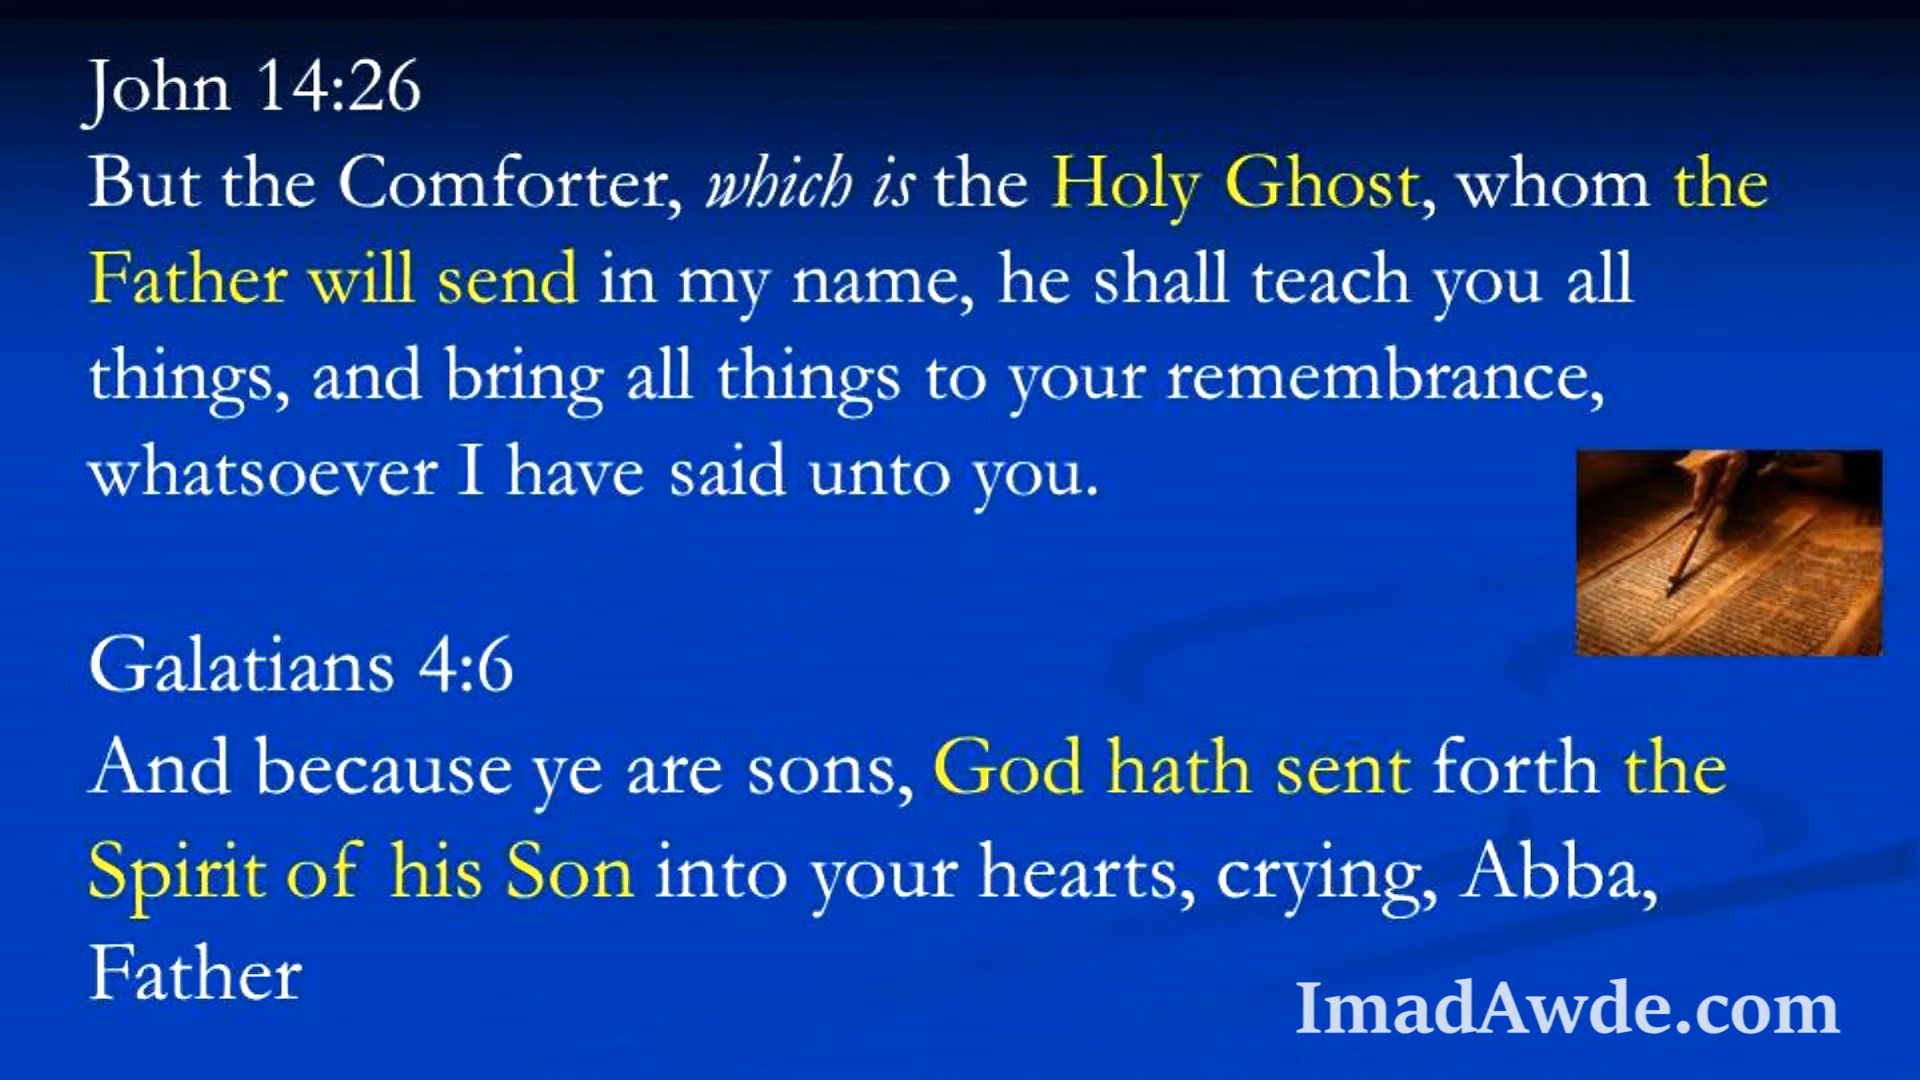 John 14:26
But the Comforter, which is the Holy Ghost, whom the
Father will send in my name, he shall teach you all
things, and bring all things to your remembrance,
whatsoever I have said unto you.
Galatians 4:6
And because ye are sons, God hath sent forth the
Spirit of his Son into your hearts, crying, Abba,
Father
ImadAwde.com